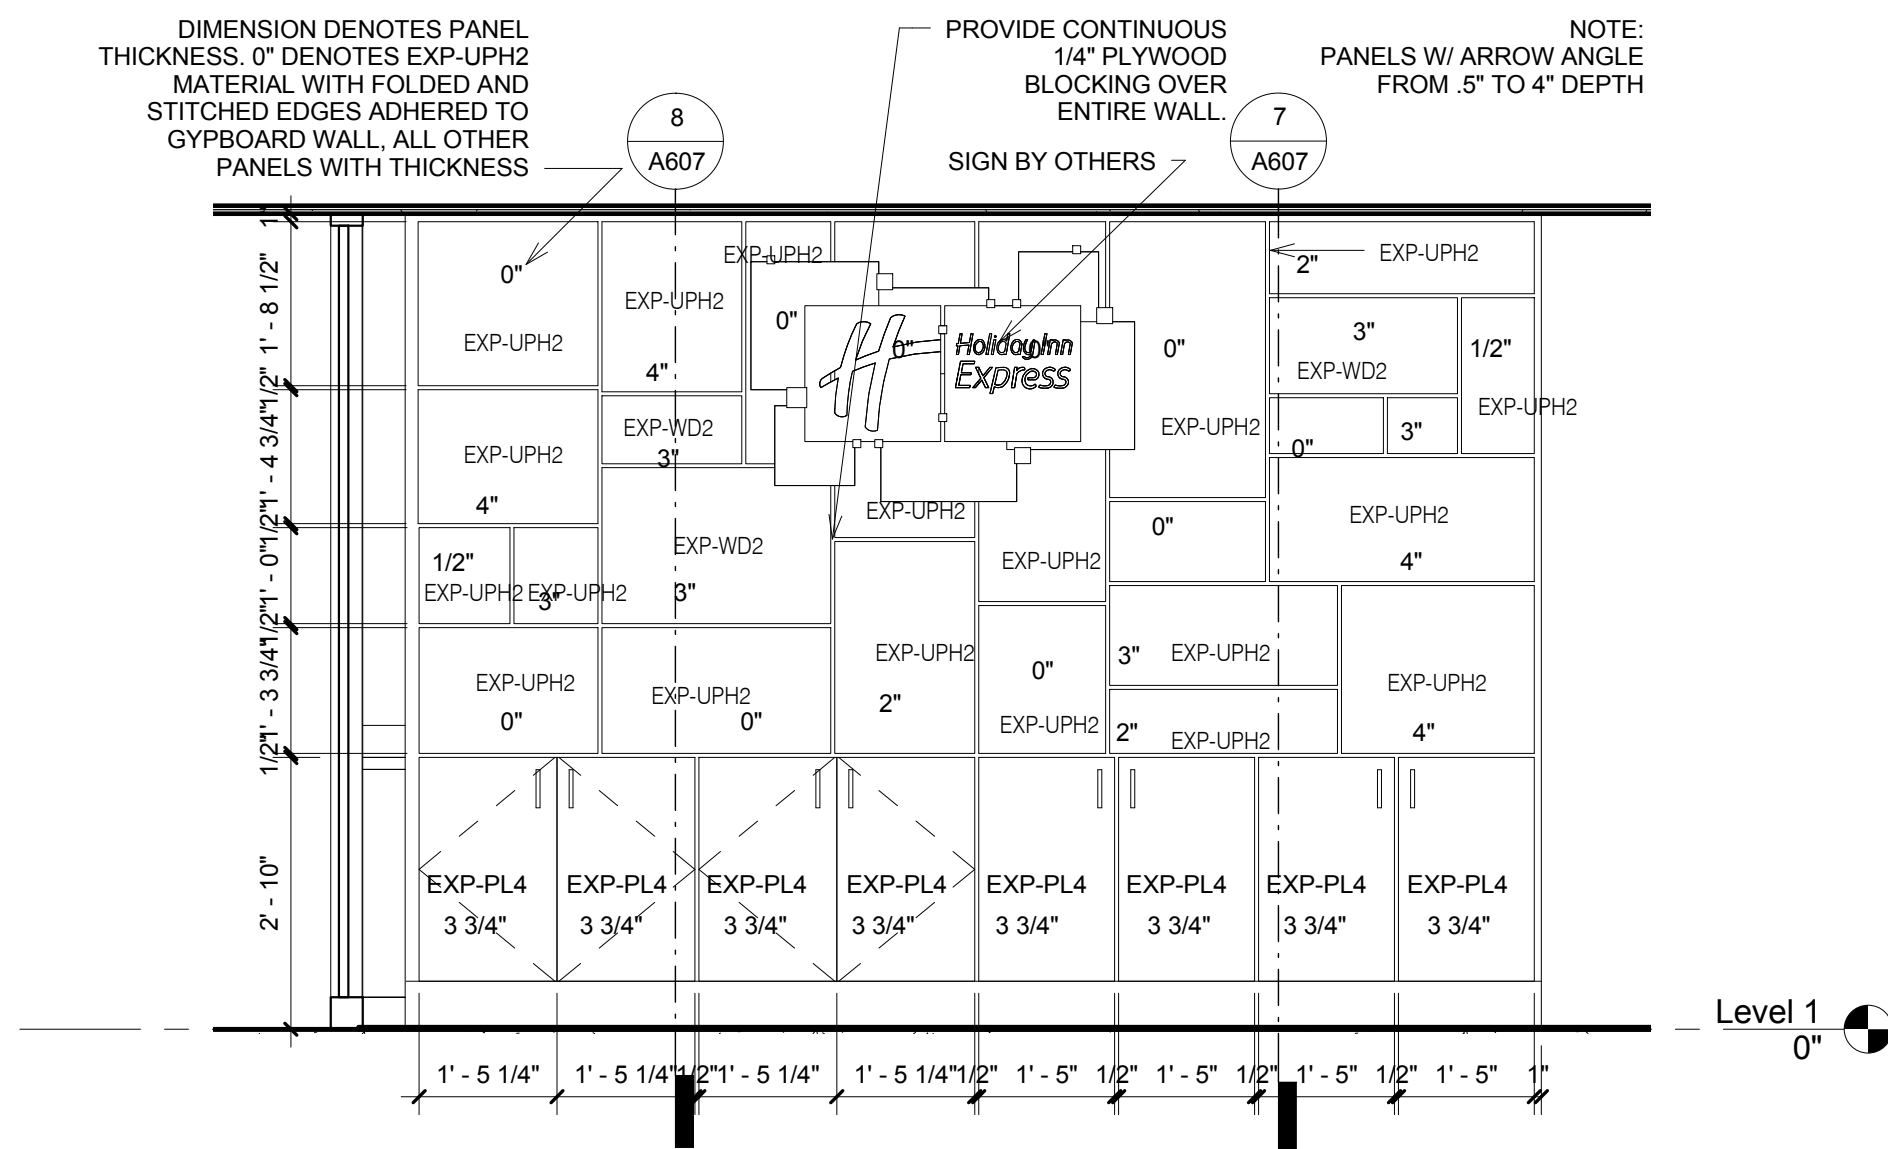 DIMENSION DENOTES PANEL
THICKNESS. 0" DENOTES EXP-UPH2
MATERIAL WITH FOLDED AND
STITCHED EDGES ADHERED TO
GYPBOARD WALL, ALL OTHER
PANELS WITH THICKNESS
8
A607
PROVIDE CONTINUOUS
1/4" PLYWOOD
BLOCKING OVER
ENTIRE WALL.
SIGN BY OTHERS
7
A607
NOTE:
PANELS W/ ARROW ANGLE
FROM .5" TO 4" DEPTH
1"
1' - 8 1/2"
1/2"
1' - 4 3/4"
1/2"
1' - 0"
1/2"
1' - 3 3/4"
1/2"
2' - 10"
0"
EXP-UPH2
EXP-UPH2
4"
EXP-UPH2
0"
0"
Holiday Inn
Express
0"
EXP-UPH2
2"
EXP-UPH2
3"
EXP-WD2
1/2"
EXP-UPH2
EXP-UPH2
4"
EXP-WD2
3"
0"
3"
EXP-UPH2
0"
EXP-UPH2
4"
1/2"
EXP-UPH2
EXP-UPH2
3"
EXP-WD2
3"
EXP-UPH2
EXP-UPH2
0"
EXP-UPH2
0"
EXP-UPH2
2"
0"
EXP-UPH2
3"
EXP-UPH2
2"
EXP-UPH2
EXP-UPH2
4"
EXP-PL4 EXP-PL4 EXP-PL4 EXP-PL4 EXP-PL4 EXP-PL4 EXP-PL4 EXP-PL4
3 3/4" 3 3/4" 3 3/4" 3 3/4" 3 3/4" 3 3/4" 3 3/4" 3 3/4"
Level 1
0"
1' - 5 1/4" 1' - 5 1/4" 1/2" 1' - 5 1/4" 1' - 5 1/4" 1/2" 1' - 5" 1/2" 1' - 5" 1/2" 1' - 5" 1/2" 1' - 5" 1"